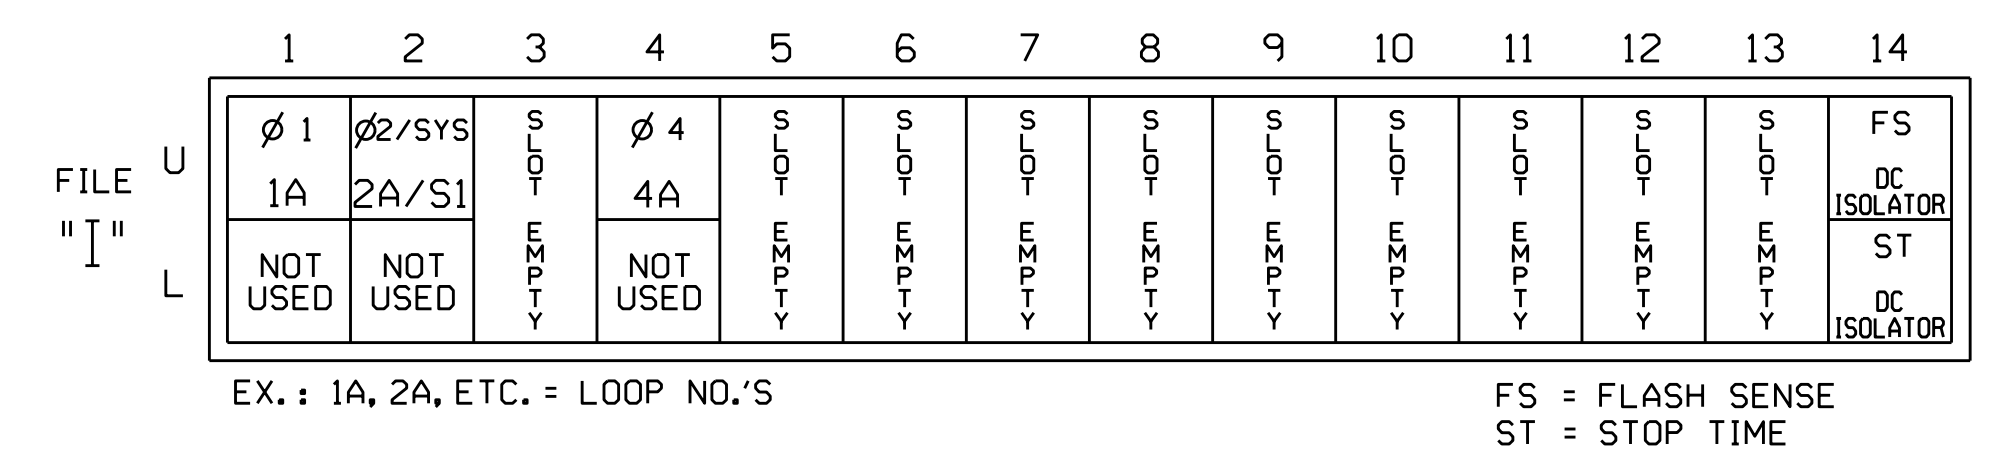 1 2 3 4 5 6 7 8 9 10 11 12 13 14
FILE "I"
U
L
Ø 1
1A
NOT
USED
Ø2/SYS
2A/S1
NOT
USED
SLOT EMPTY
Ø 4
4A
NOT
USED
SLOT EMPTY
SLOT EMPTY
SLOT EMPTY
SLOT EMPTY
SLOT EMPTY
SLOT EMPTY
SLOT EMPTY
SLOT EMPTY
SLOT EMPTY
FS
DC
ISOLATOR
ST
DC
ISOLATOR
EX.: 1A, 2A, ETC. = LOOP NO.'S
FS = FLASH SENSE
ST = STOP TIME